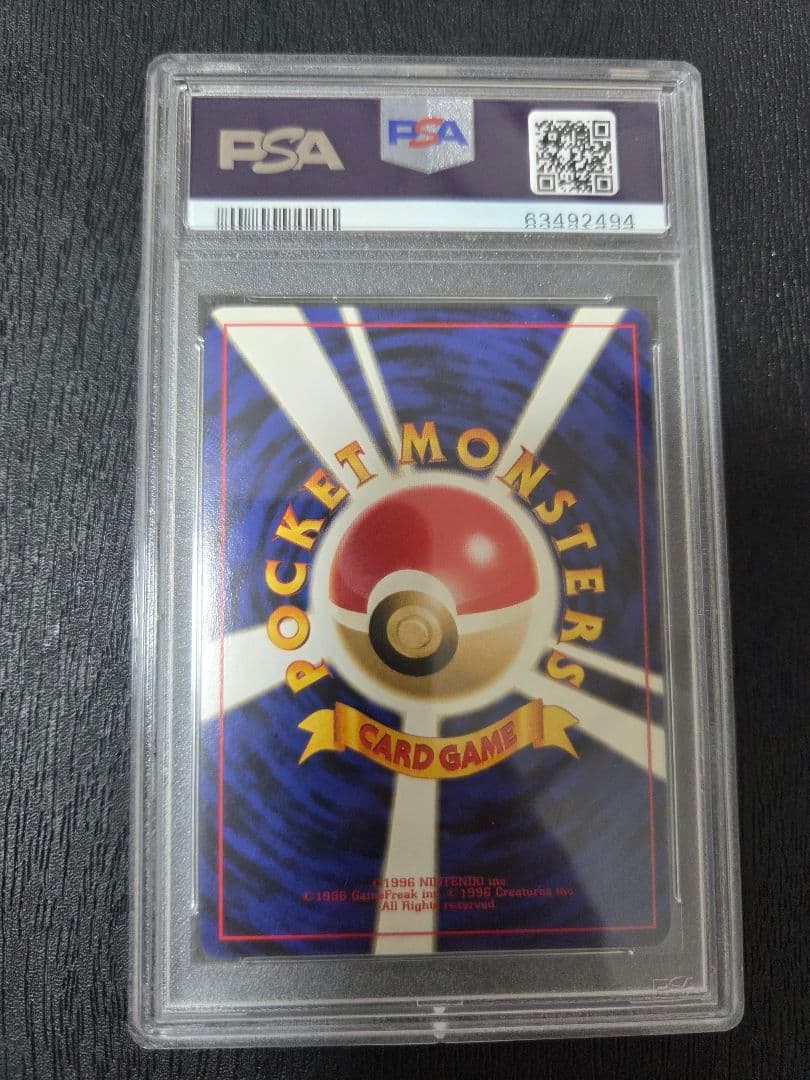 PSA PSA
63492494
POCKET MONSTERS
CARD GAME
©1996 NINTENDO inc
©1996 GameFreak inc. ©1996 Creatures inc
All Rights reserved.
PSA